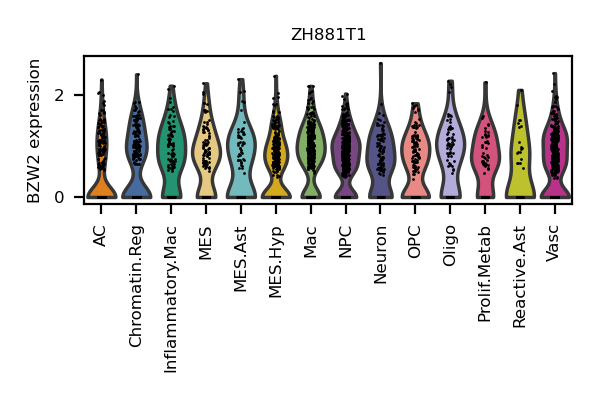 ZH881T1
BZW2 expression
2
0
AC
Chromatin.Reg
Inflammatory.Mac
MES
MES.Ast
MES.Hyp
Mac
NPC
Neuron
OPC
Oligo
Prolif.Metab
Reactive.Ast
Vasc